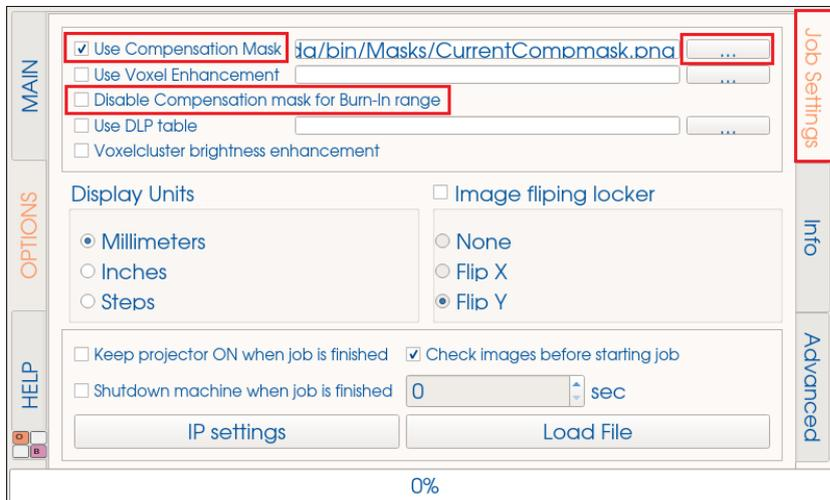 MAIN
OPTIONS
HELP
O
B
Use Compensation Mask
da/bin/Masks/CurrentCompmask.png
...
Use Voxel Enhancement
...
Disable Compensation mask for Burn-In range
Use DLP table
...
Voxelcluster brightness enhancement
Display Units
Millimeters
Inches
Steps
Image fliping locker
None
Flip X
Flip Y
Keep projector ON when job is finished
Check images before starting job
Shutdown machine when job is finished
0
sec
IP settings
Load File
Job Settings
Info
Advanced
0%